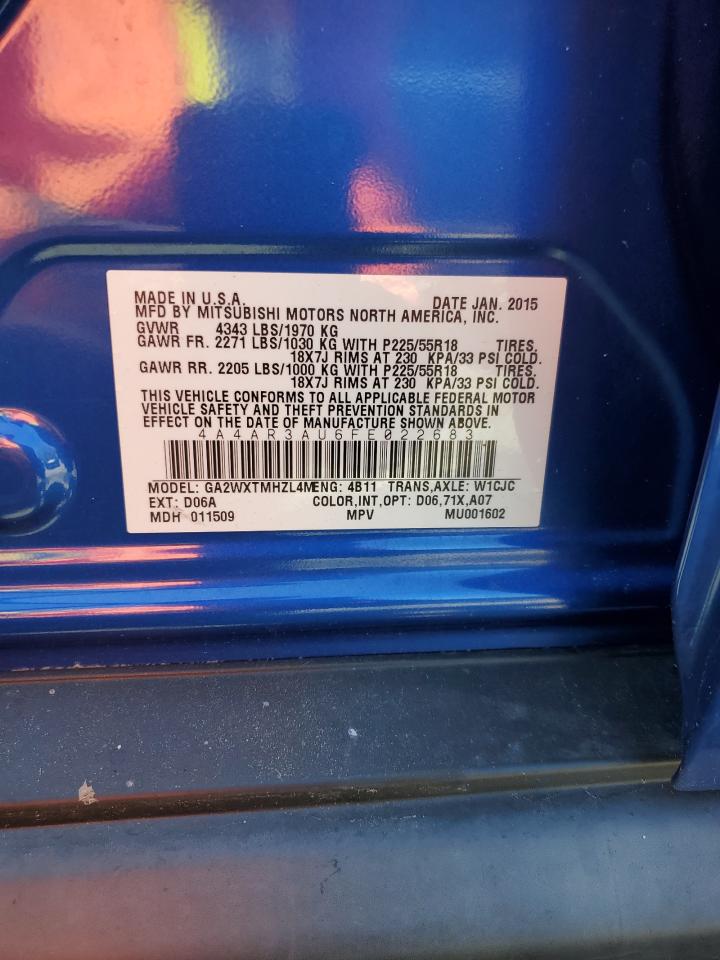 MADE IN U.S.A. DATE JAN. 2015
MFD BY MITSUBISHI MOTORS NORTH AMERICA, INC.
GVWR 4343 LBS/1970 KG
GAWR FR. 2271 LBS/1030 KG WITH P225/55R18 TIRES,
18X7J RIMS AT 230 KPA/33 PSI COLD.
GAWR RR. 2205 LBS/1000 KG WITH P225/55R18 TIRES,
18X7J RIMS AT 230 KPA/33 PSI COLD.
THIS VEHICLE CONFORMS TO ALL APPLICABLE FEDERAL MOTOR
VEHICLE SAFETY AND THEFT PREVENTION STANDARDS IN
EFFECT ON THE DATE OF MANUFACTURE SHOWN ABOVE.
4A4AR3AU6FE022683
MODEL: GA2WXTMHZL4MENG: 4B11 TRANS,AXLE: W1CJC
EXT: D06A COLOR,INT,OPT: D06,71X,A07
MDH 011509 MPV MU001602